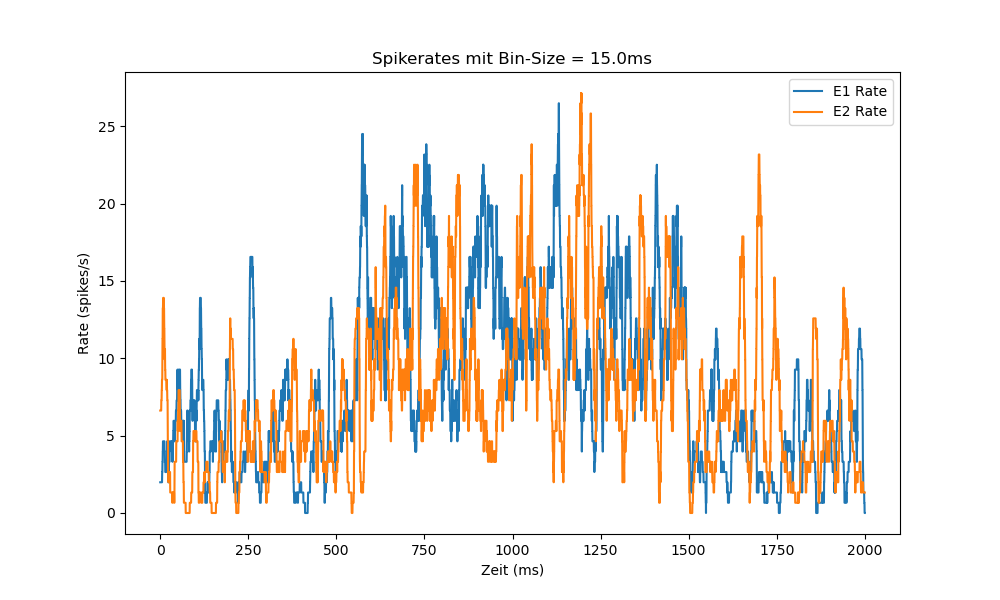 Spikerates mit Bin-Size = 15.0ms
E1 Rate
E2 Rate
25
20
15
10
5
0
Rate (spikes/s)
0 250 500 750 1000 1250 1500 1750 2000
Zeit (ms)